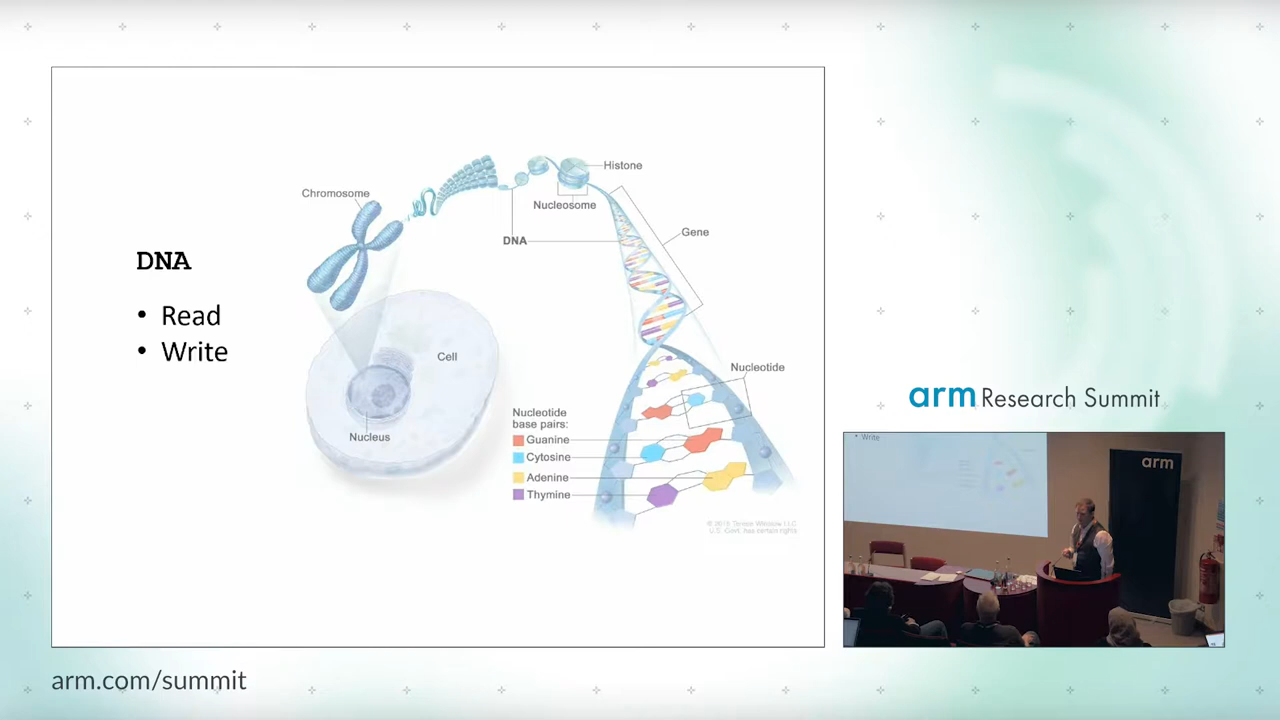 DNA
• Read
• Write
Chromosome
Histone
Nucleosome
DNA
Gene
Cell
Nucleus
Nucleotide
Nucleotide
base pairs:
Guanine
Cytosine
Adenine
Thymine
© 2015 Terese Winslow LLC
U.S. Govt. has certain rights
arm Research Summit
• Write
arm
arm.com/summit